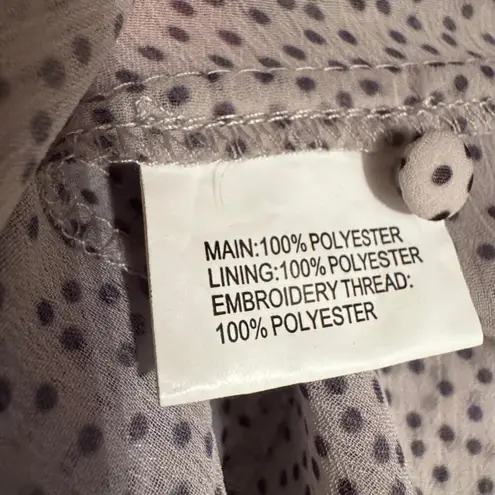 MAIN:100% POLYESTER
LINING:100% POLYESTER
EMBROIDERY THREAD:
100% POLYESTER